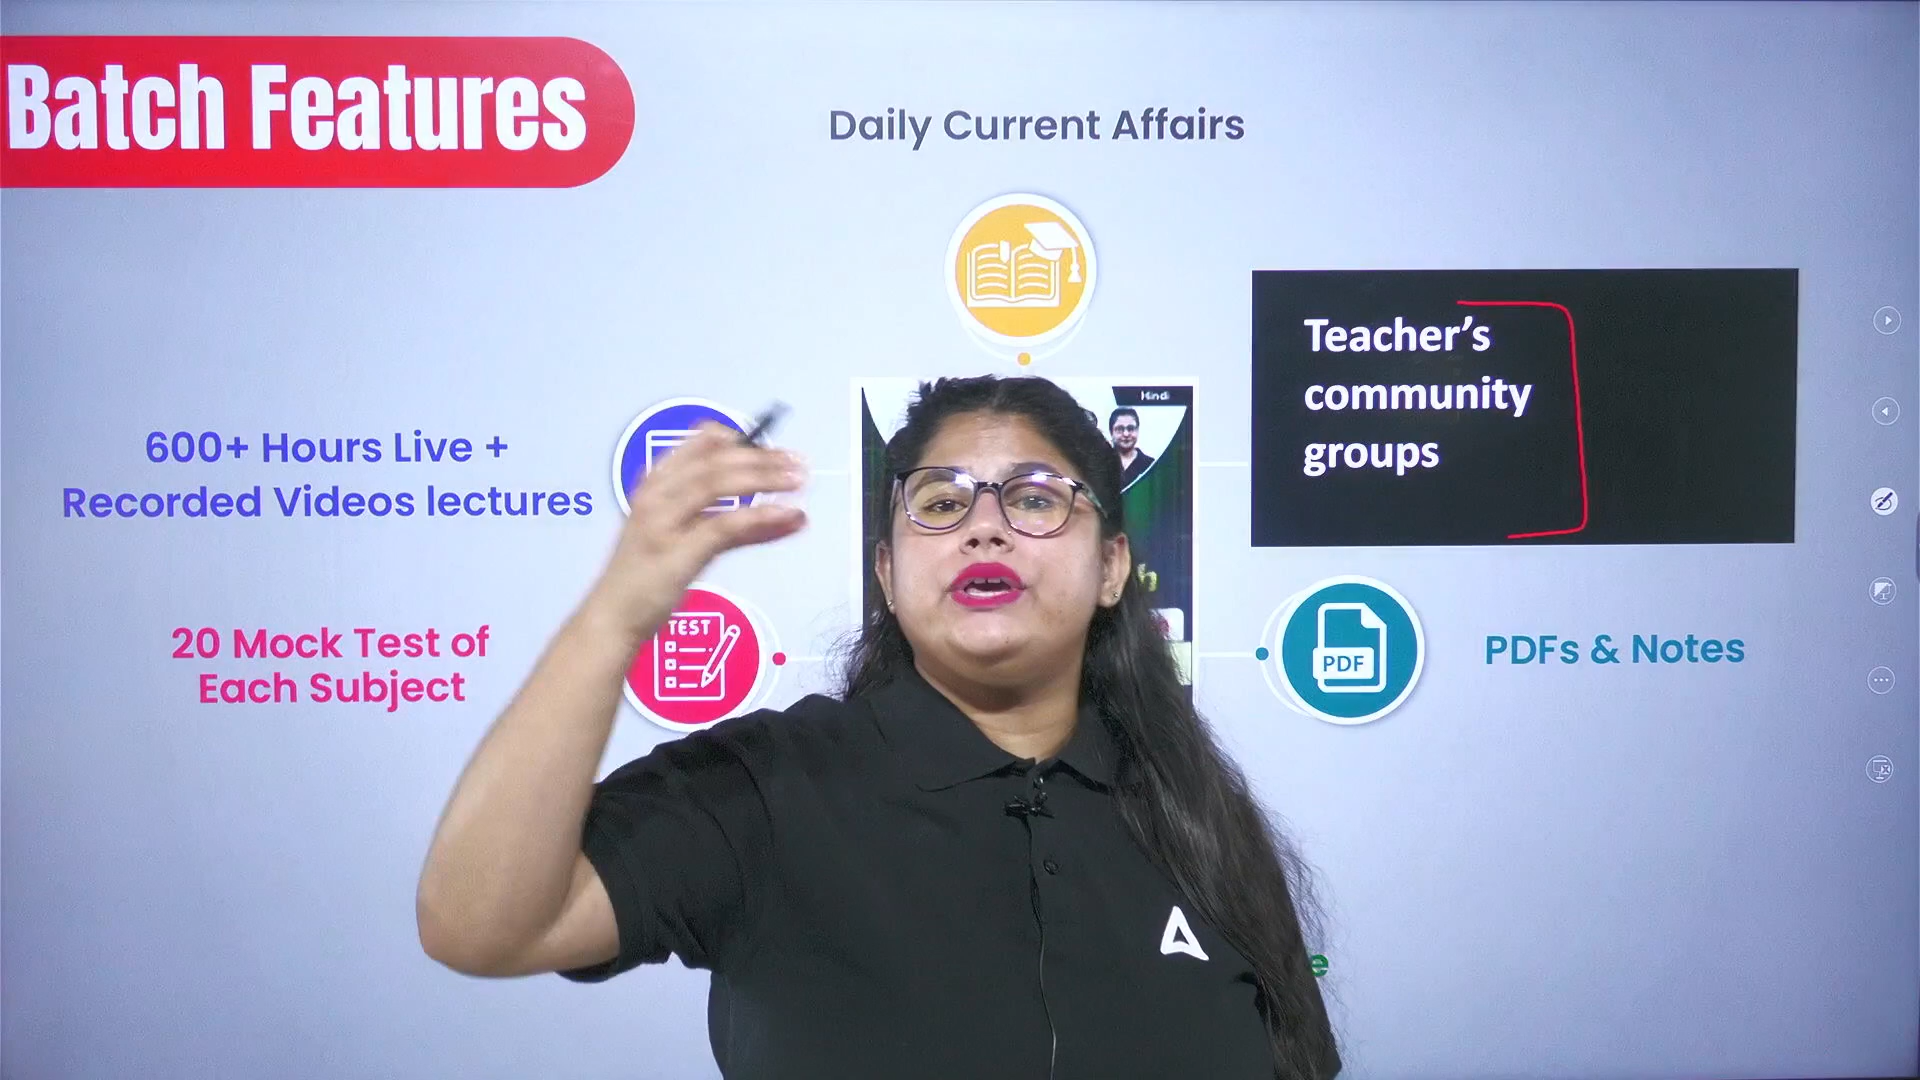 Batch Features
Daily Current Affairs
Hindi
Teacher’s
community
groups
600+ Hours Live +
Recorded Videos lectures
TEST
20 Mock Test of
Each Subject
PDF
PDFs & Notes